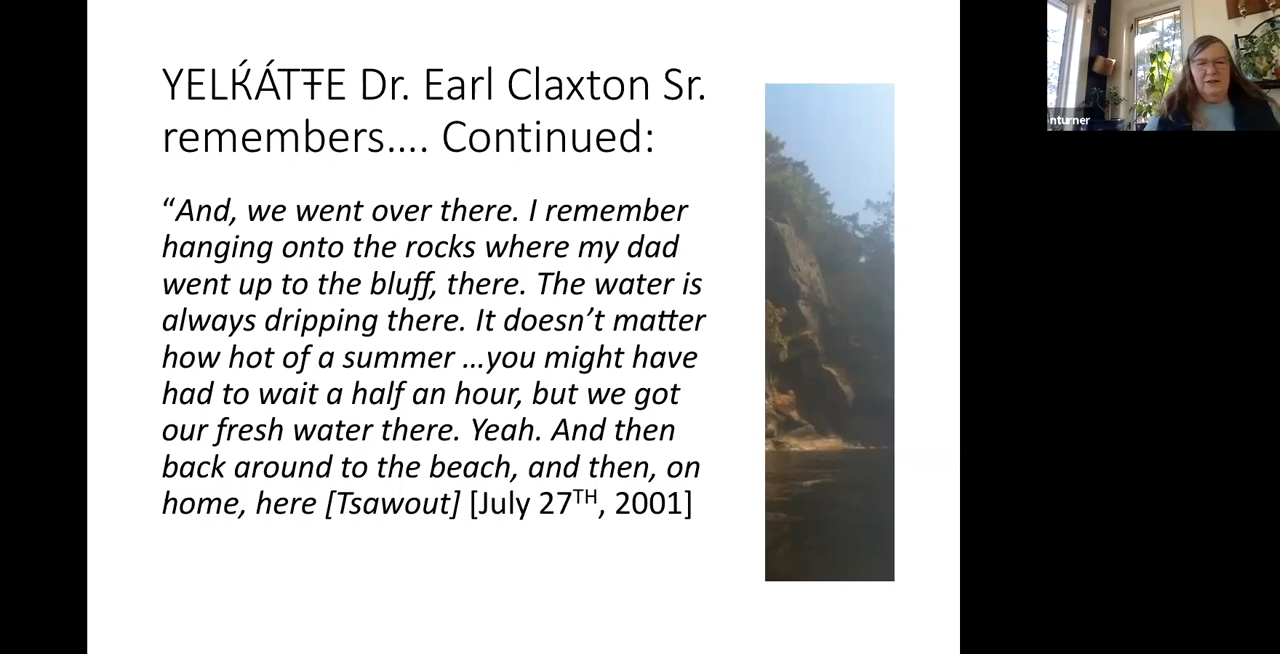 YELḰÁTŦE Dr. Earl Claxton Sr.
remembers…. Continued:
“And, we went over there. I remember
hanging onto the rocks where my dad
went up to the bluff, there. The water is
always dripping there. It doesn’t matter
how hot of a summer …you might have
had to wait a half an hour, but we got
our fresh water there. Yeah. And then
back around to the beach, and then, on
home, here [Tsawout] [July 27TH, 2001]
nturner